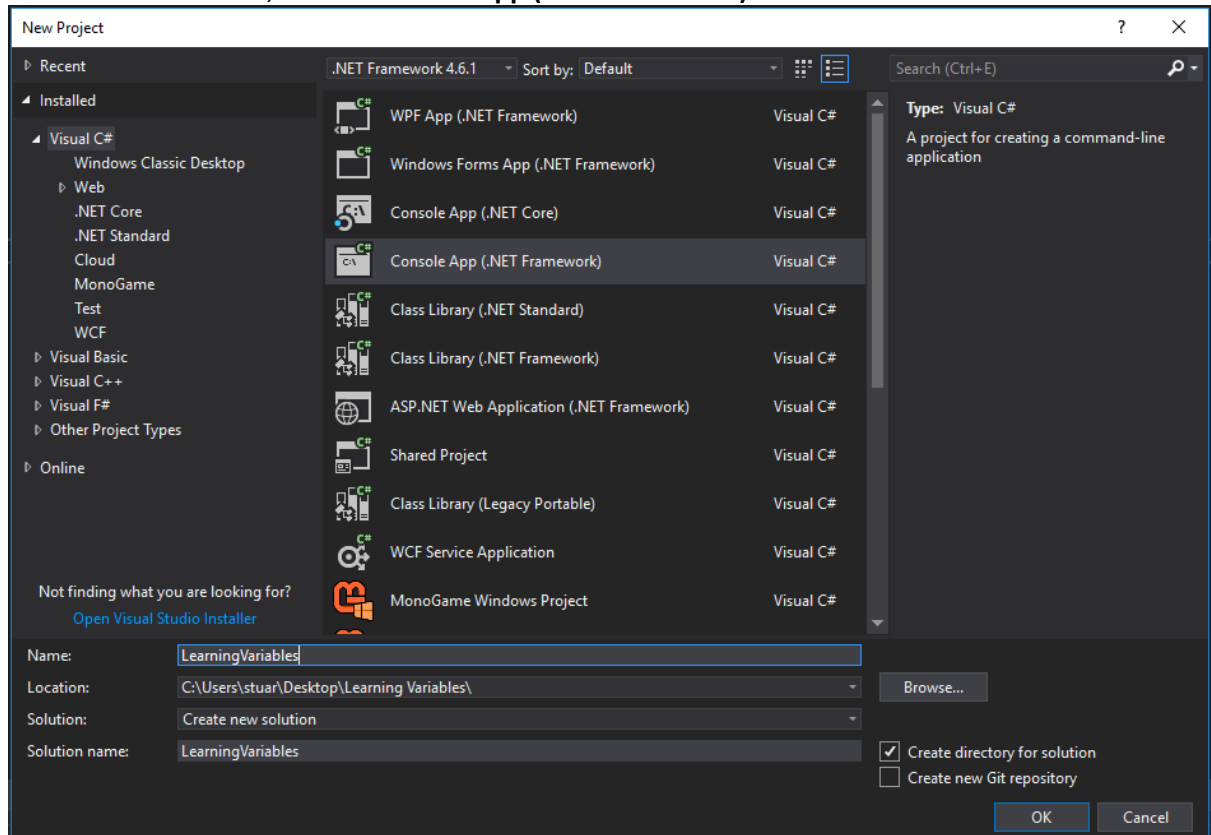 New Project
? ×
Recent
Installed
Visual C#
Windows Classic Desktop
Web
.NET Core
.NET Standard
Cloud
MonoGame
Test
WCF
Visual Basic
Visual C++
Visual F#
Other Project Types
Online
Not finding what you are looking for?
Open Visual Studio Installer
.NET Framework 4.6.1 Sort by: Default
WPF App (.NET Framework) Visual C#
Windows Forms App (.NET Framework) Visual C#
Console App (.NET Core) Visual C#
Console App (.NET Framework) Visual C#
Class Library (.NET Standard) Visual C#
Class Library (.NET Framework) Visual C#
ASP.NET Web Application (.NET Framework) Visual C#
Shared Project Visual C#
Class Library (Legacy Portable) Visual C#
WCF Service Application Visual C#
MonoGame Windows Project Visual C#
Search (Ctrl+E)
Type: Visual C#
A project for creating a command-line
application
Name: LearningVariables
Location: C:\Users\stuar\Desktop\Learning Variables\
Browse...
Solution: Create new solution
Solution name: LearningVariables
Create directory for solution
Create new Git repository
OK Cancel